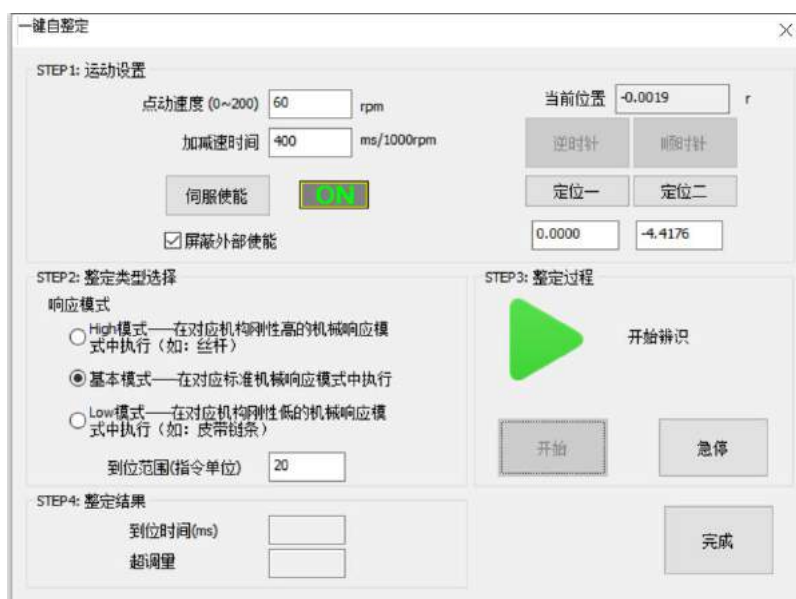 一键自整定
STEP1: 运动设置
点动速度 (0~200) 60 rpm
加减速时间 400 ms/1000rpm
伺服使能 ON
屏蔽外部使能
当前位置 -0.0019 r
逆时针 顺时针
定位一 定位二
0.0000 -4.4176
STEP2: 整定类型选择
响应模式
High模式——在对应机构刚性高的机械响应模
式中执行（如：丝杆）
基本模式——在对应标准机械响应模式中执行
Low模式——在对应机构刚性低的机械响应模
式中执行（如：皮带链条）
到位范围(指令单位) 20
STEP3: 整定过程
开始辨识
开始 急停
STEP4: 整定结果
到位时间(ms)
超调量
完成